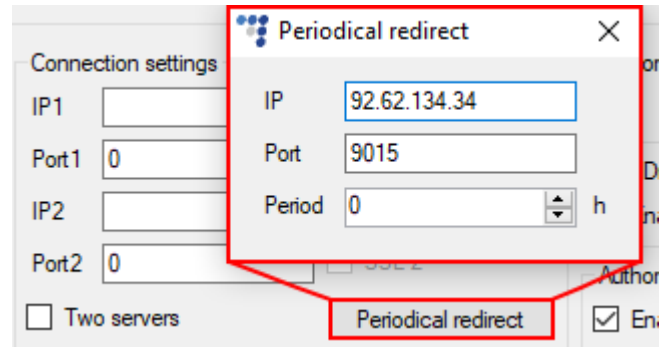 Periodical redirect
IP 92.62.134.34
Port 9015
Period 0 h
Connection settings
IP1
Port1 0
IP2
Port2 0
Two servers
Periodical redirect